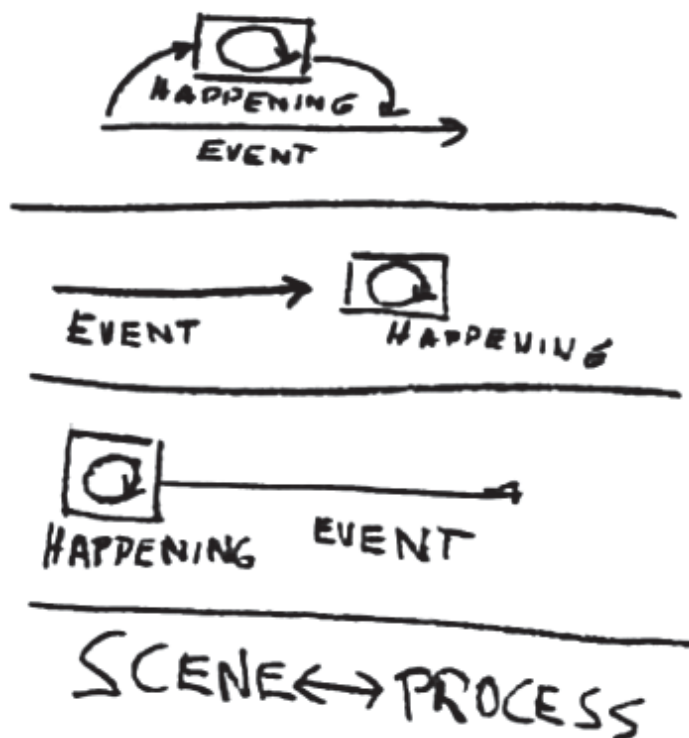 HAPPENING
EVENT
EVENT HAPPENING
HAPPENING EVENT
SCENE↔PROCESS